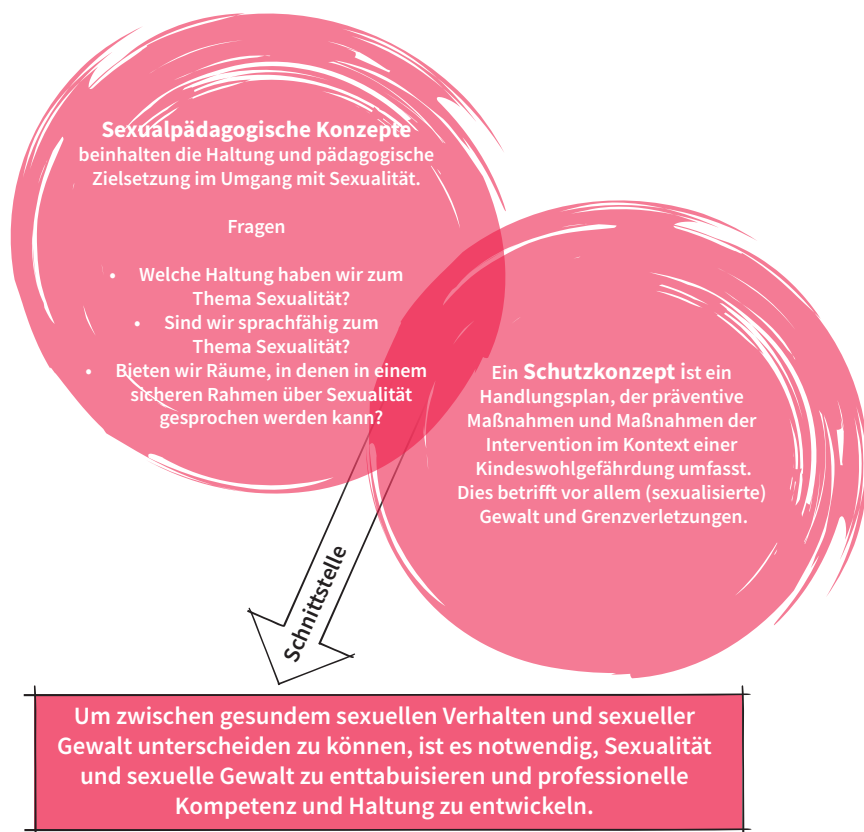 Sexualpädagogische Konzepte
beinhalten die Haltung und pädagogische
Zielsetzung im Umgang mit Sexualität.
Fragen
• Welche Haltung haben wir zum
Thema Sexualität?
• Sind wir sprachfähig zum
Thema Sexualität?
• Bieten wir Räume, in denen in einem
sicheren Rahmen über Sexualität
gesprochen werden kann?
Ein Schutzkonzept ist ein
Handlungsplan, der präventive
Maßnahmen und Maßnahmen der
Intervention im Kontext einer
Kindeswohlgefährdung umfasst.
Dies betrifft vor allem (sexualisierte)
Gewalt und Grenzverletzungen.
Schnittstelle
Um zwischen gesundem sexuellen Verhalten und sexueller
Gewalt unterscheiden zu können, ist es notwendig, Sexualität
und sexuelle Gewalt zu enttabuisieren und professionelle
Kompetenz und Haltung zu entwickeln.